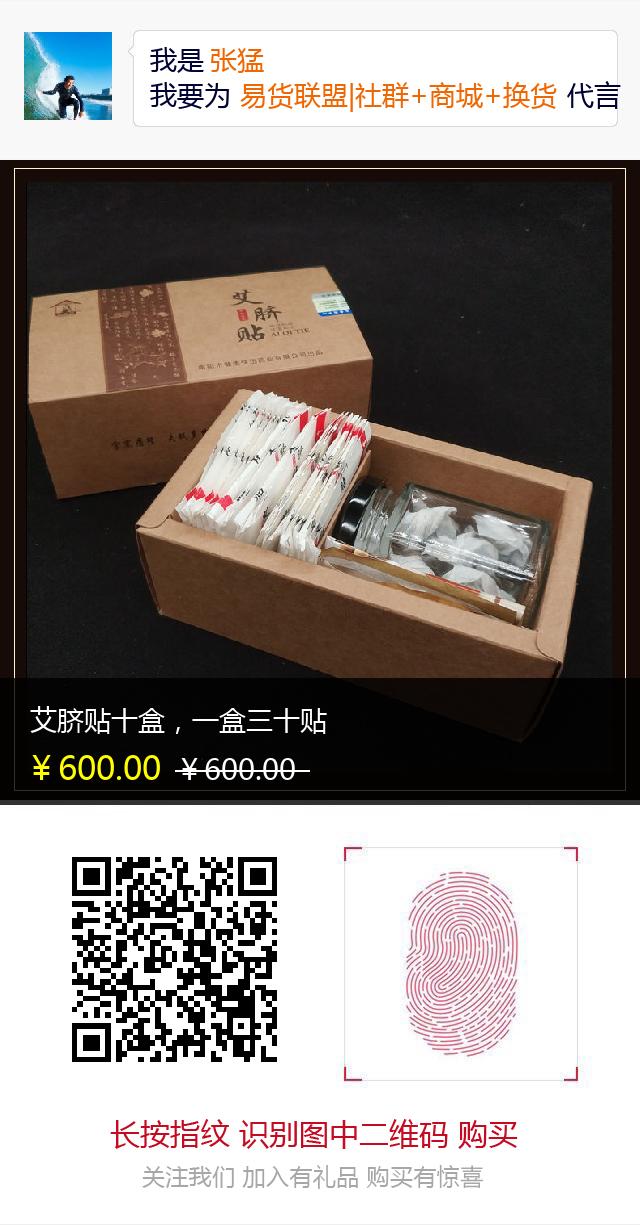 我是 张猛
我要为 易货联盟|社群+商城+换货 代言
艾
脐
贴
AI QI TIE
艾脐贴十盒，一盒三十贴
￥600.00 ￥600.00
长按指纹 识别图中二维码 购买
关注我们 加入有礼品 购买有惊喜